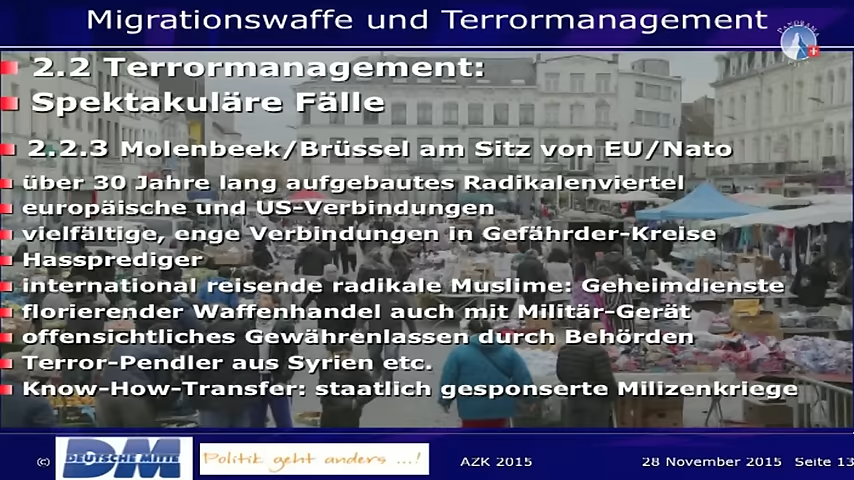 Migrationswaffe und Terrormanagement
PANORAMA
2.2 Terrormanagement:
Spektakuläre Fälle
2.2.3 Molenbeek/Brüssel am Sitz von EU/Nato
über 30 Jahre lang aufgebautes Radikalenviertel
europäische und US-Verbindungen
vielfältige, enge Verbindungen in Gefährder-Kreise
Hassprediger
international reisende radikale Muslime: Geheimdienste
florierender Waffenhandel auch mit Militär-Gerät
offensichtliches Gewährenlassen durch Behörden
Terror-Pendler aus Syrien etc.
Know-How-Transfer: staatlich gesponserte Milizenkriege
© DM DEUTSCHE MITTE Politik geht anders ...! AZK 2015 28 November 2015 Seite 13